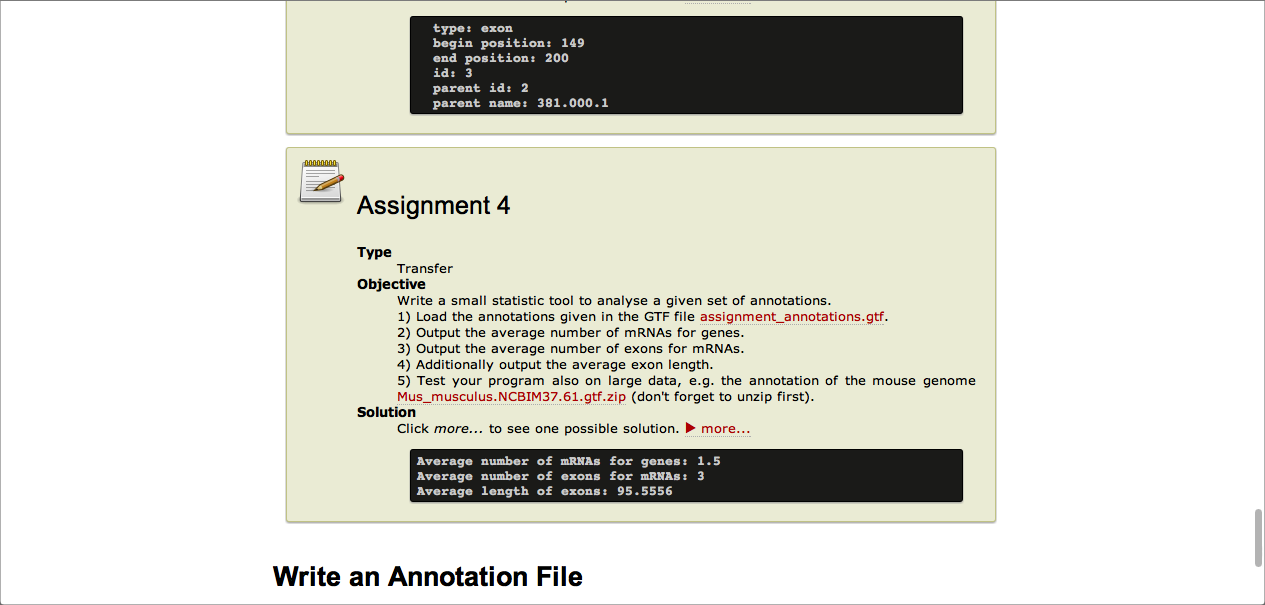 type: exon
begin position: 149
end position: 200
id: 3
parent id: 2
parent name: 381.000.1
Assignment 4
Type
Transfer
Objective
Write a small statistic tool to analyse a given set of annotations.
1) Load the annotations given in the GTF file assignment_annotations.gtf.
2) Output the average number of mRNAs for genes.
3) Output the average number of exons for mRNAs.
4) Additionally output the average exon length.
5) Test your program also on large data, e.g. the annotation of the mouse genome
Mus_musculus.NCBIM37.61.gtf.zip (don't forget to unzip first).
Solution
Click more... to see one possible solution. ▶ more...
Average number of mRNAs for genes: 1.5
Average number of exons for mRNAs: 3
Average length of exons: 95.5556
Write an Annotation File